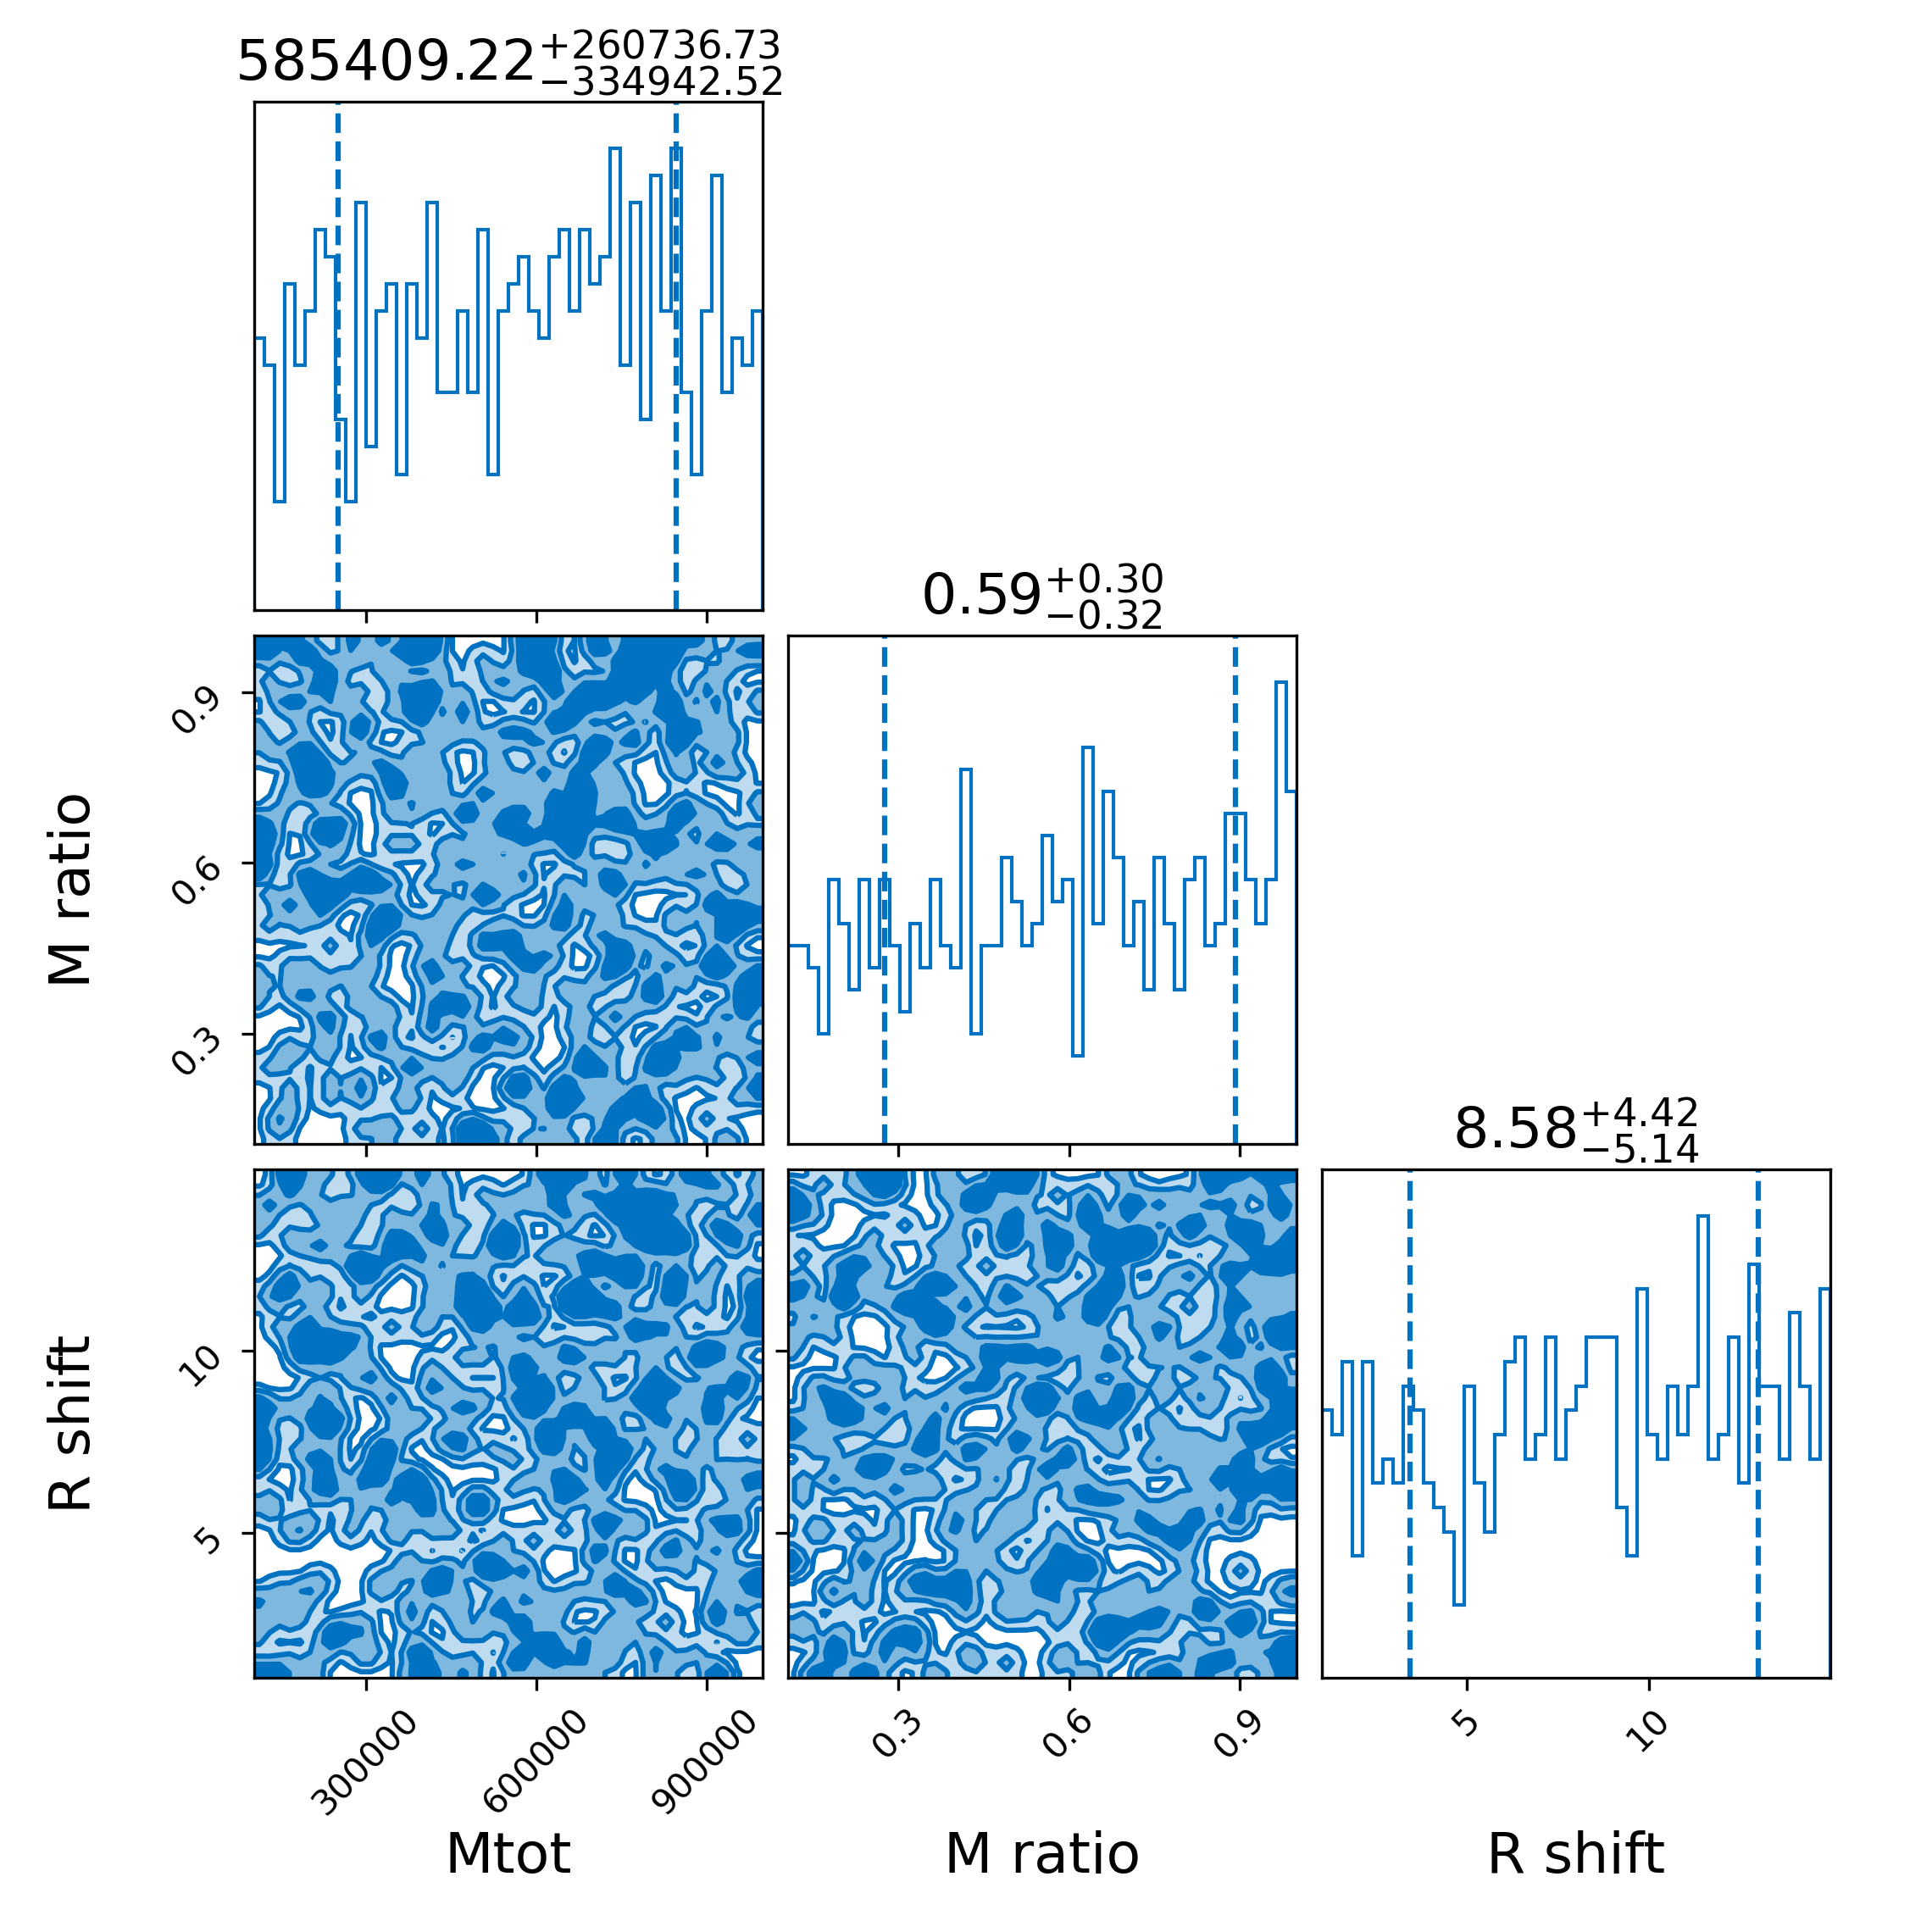 585409.22 +260736.73 −334942.52
0.59 +0.30 −0.32
8.58 +4.42 −5.14
M ratio
0.9
0.6
0.3
R shift
10
5
300000 600000 900000
0.3 0.6 0.9
5 10
Mtot
M ratio
R shift